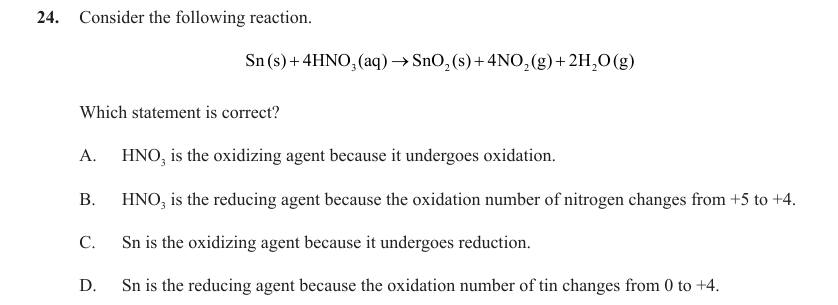 24. Consider the following reaction.
Sn(s)+4HNO₃(aq)→SnO₂(s)+4NO₂(g)+2H₂O(g)
Which statement is correct?
A. HNO₃ is the oxidizing agent because it undergoes oxidation.
B. HNO₃ is the reducing agent because the oxidation number of nitrogen changes from +5 to +4.
C. Sn is the oxidizing agent because it undergoes reduction.
D. Sn is the reducing agent because the oxidation number of tin changes from 0 to +4.